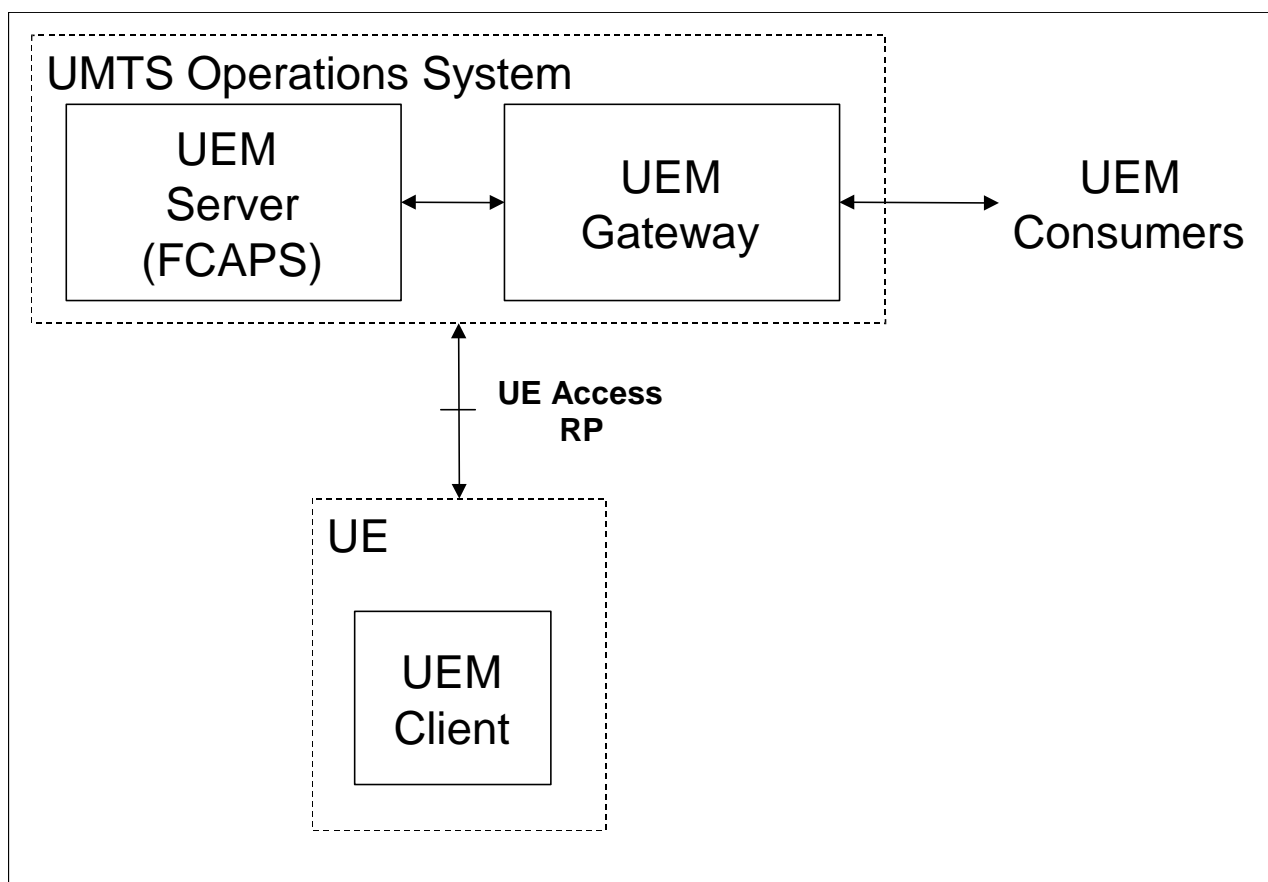 UMTS Operations System
UEM
Server
(FCAPS)
UEM
Gateway
UEM
Consumers
UE Access
RP
UE
UEM
Client